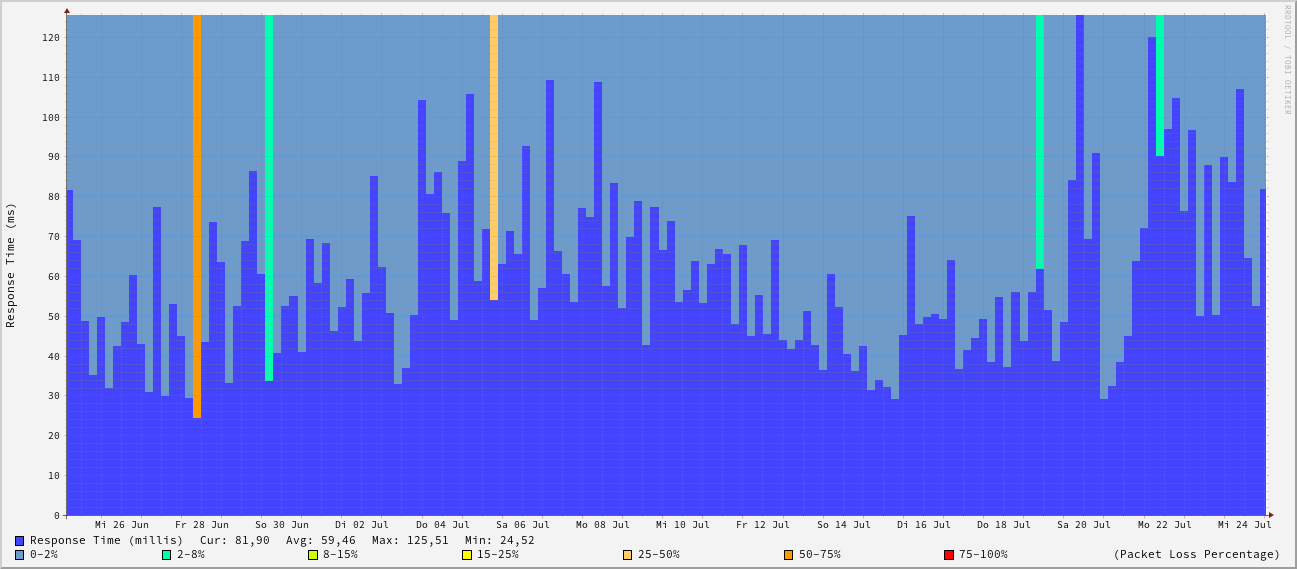 RRDTOOL / TOBI OETIKER
Response Time (ms)
120
110
100
90
80
70
60
50
40
30
20
10
0
Mi 26 Jun Fr 28 Jun So 30 Jun Di 02 Jul Do 04 Jul Sa 06 Jul Mo 08 Jul Mi 10 Jul Fr 12 Jul So 14 Jul Di 16 Jul Do 18 Jul Sa 20 Jul Mo 22 Jul Mi 24 Jul
Response Time (millis) Cur: 81,90 Avg: 59,46 Max: 125,51 Min: 24,52
0-2% 2-8% 8-15% 15-25% 25-50% 50-75% 75-100% (Packet Loss Percentage)